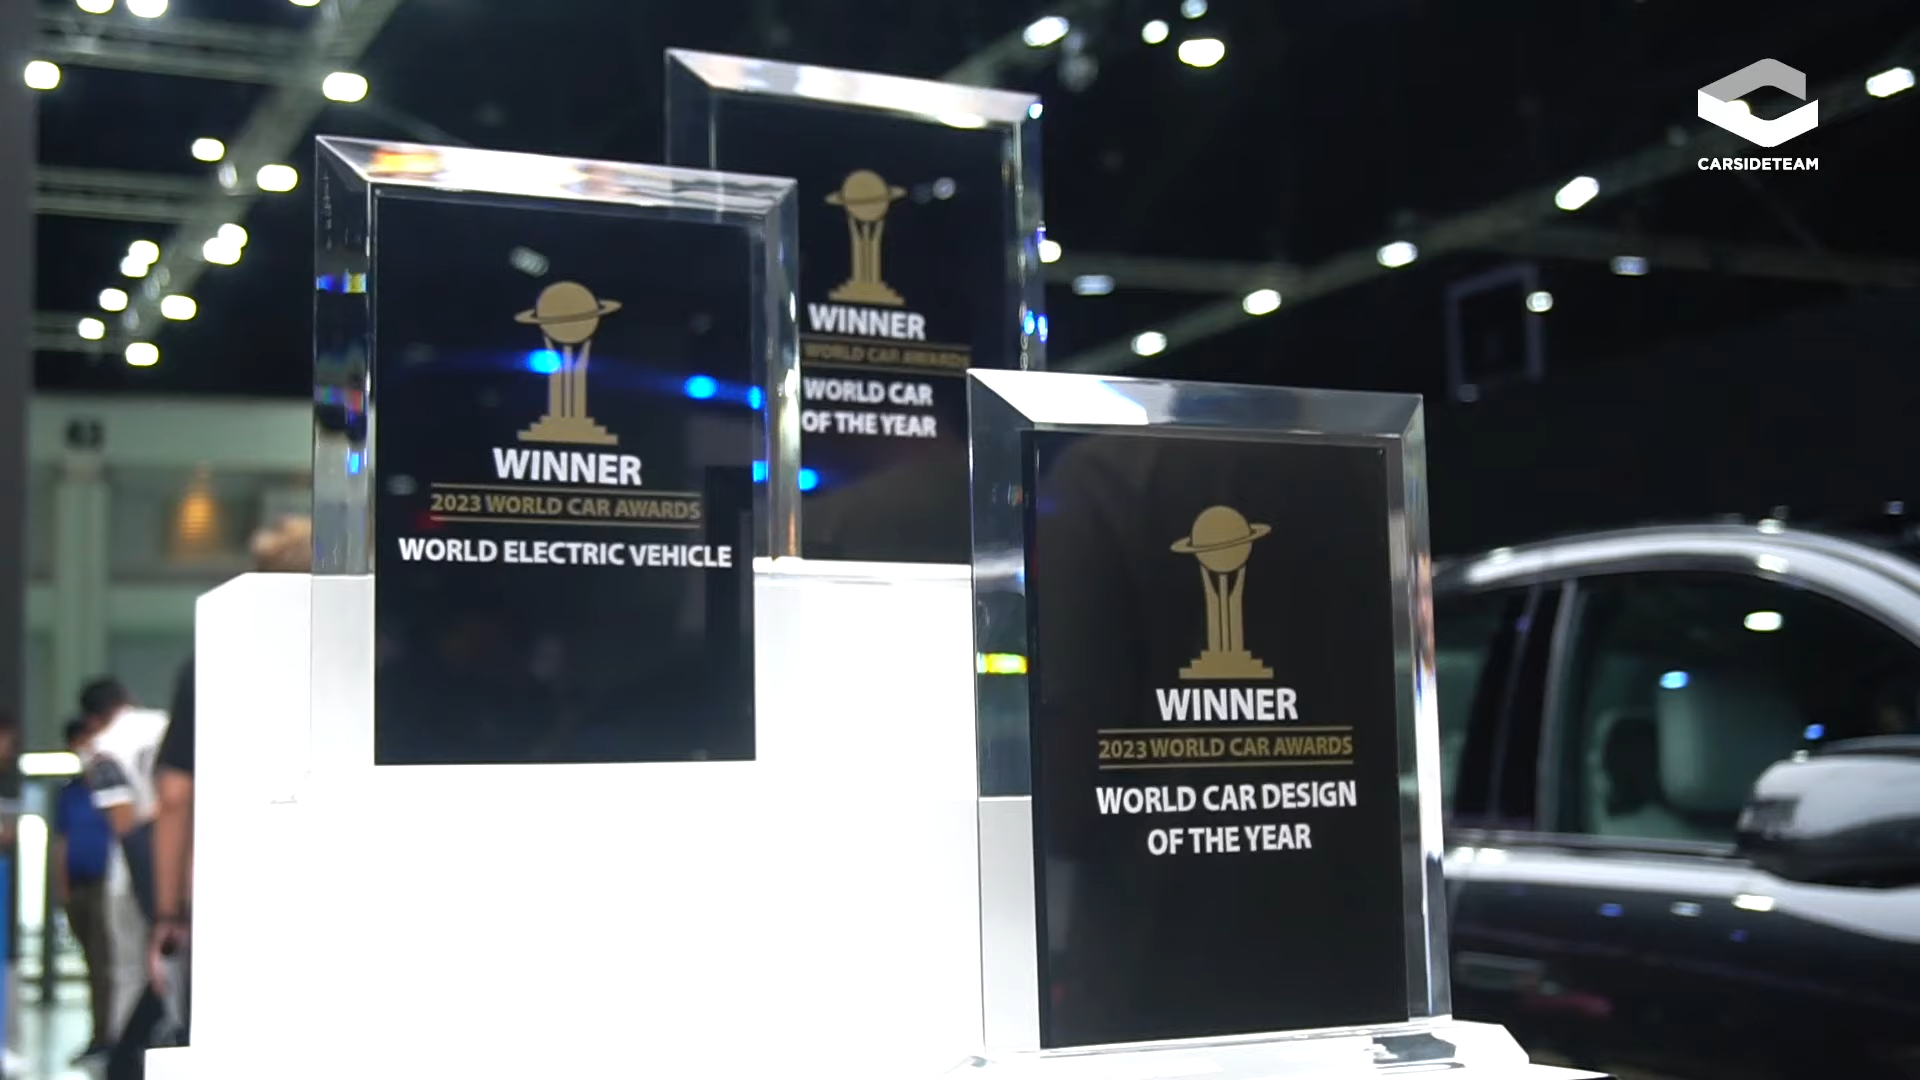 CARSIDETEAM
WINNER
WORLD CAR AWARDS
WORLD CAR
OF THE YEAR
WINNER
2023 WORLD CAR AWARDS
WORLD ELECTRIC VEHICLE
WINNER
2023 WORLD CAR AWARDS
WORLD CAR DESIGN
OF THE YEAR